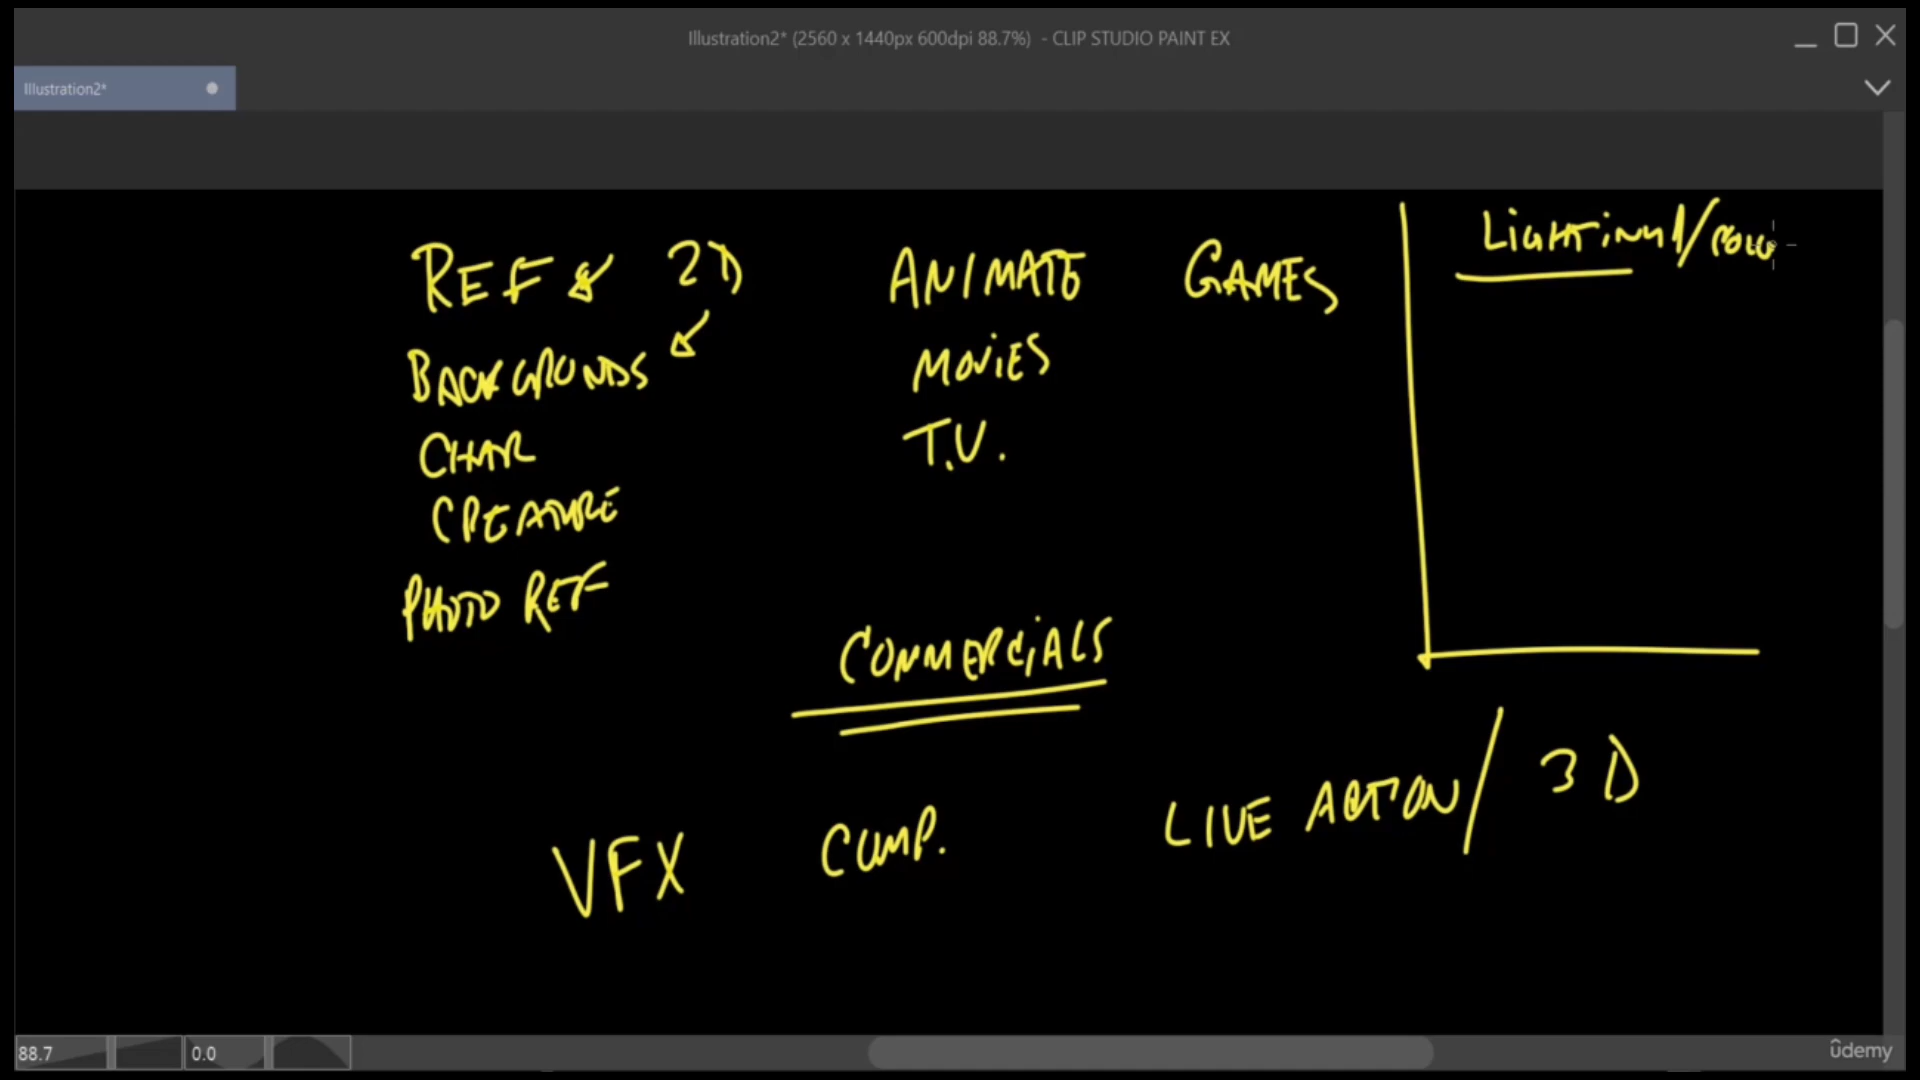 Illustration2* (2560 x 1440px 600dpi 88.7%) - CLIP STUDIO PAINT EX
Illustration2*
REF 2D ANIMATE GAMES
LIGHTING /
BACKGROUNDS MOVIES
CHAR T.V.
CREATURE
PHOTO REF
COMMERCIALS
VFX COMP. LIVE ACTION / 3D
88.7 0.0
ûdemy